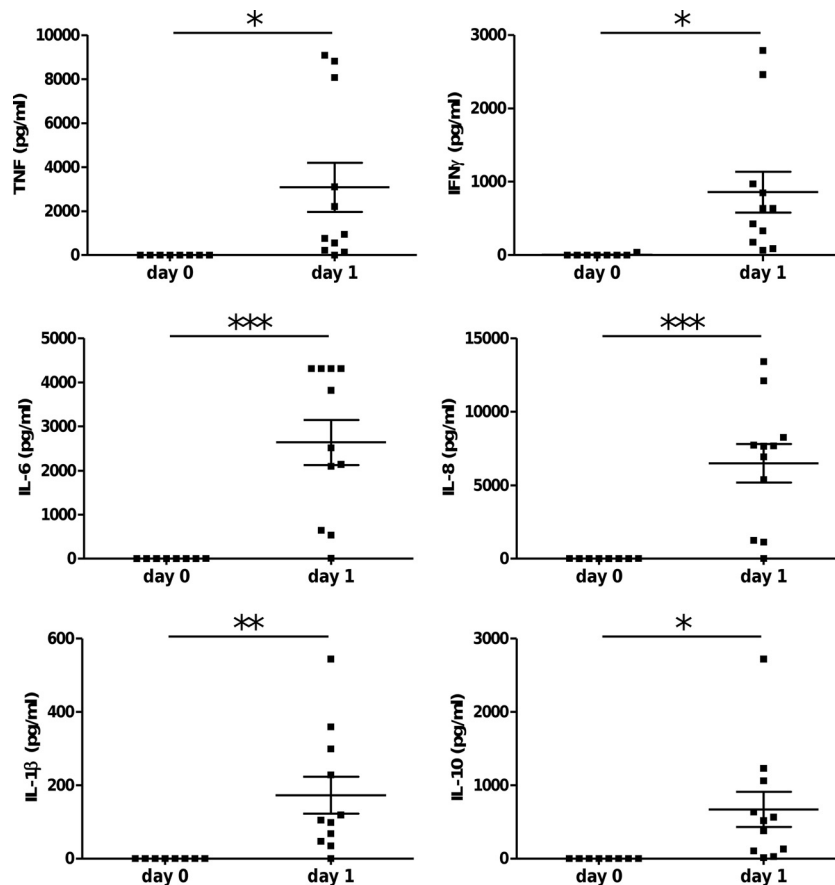 *
TNF (pg/ml)
10000
8000
6000
4000
2000
0
day 0
day 1
*
IFNγ (pg/ml)
3000
2000
1000
0
day 0
day 1
***
IL-6 (pg/ml)
5000
4000
3000
2000
1000
0
day 0
day 1
***
IL-8 (pg/ml)
15000
10000
5000
0
day 0
day 1
**
IL-1β (pg/ml)
600
400
200
0
day 0
day 1
*
IL-10 (pg/ml)
3000
2000
1000
0
day 0
day 1